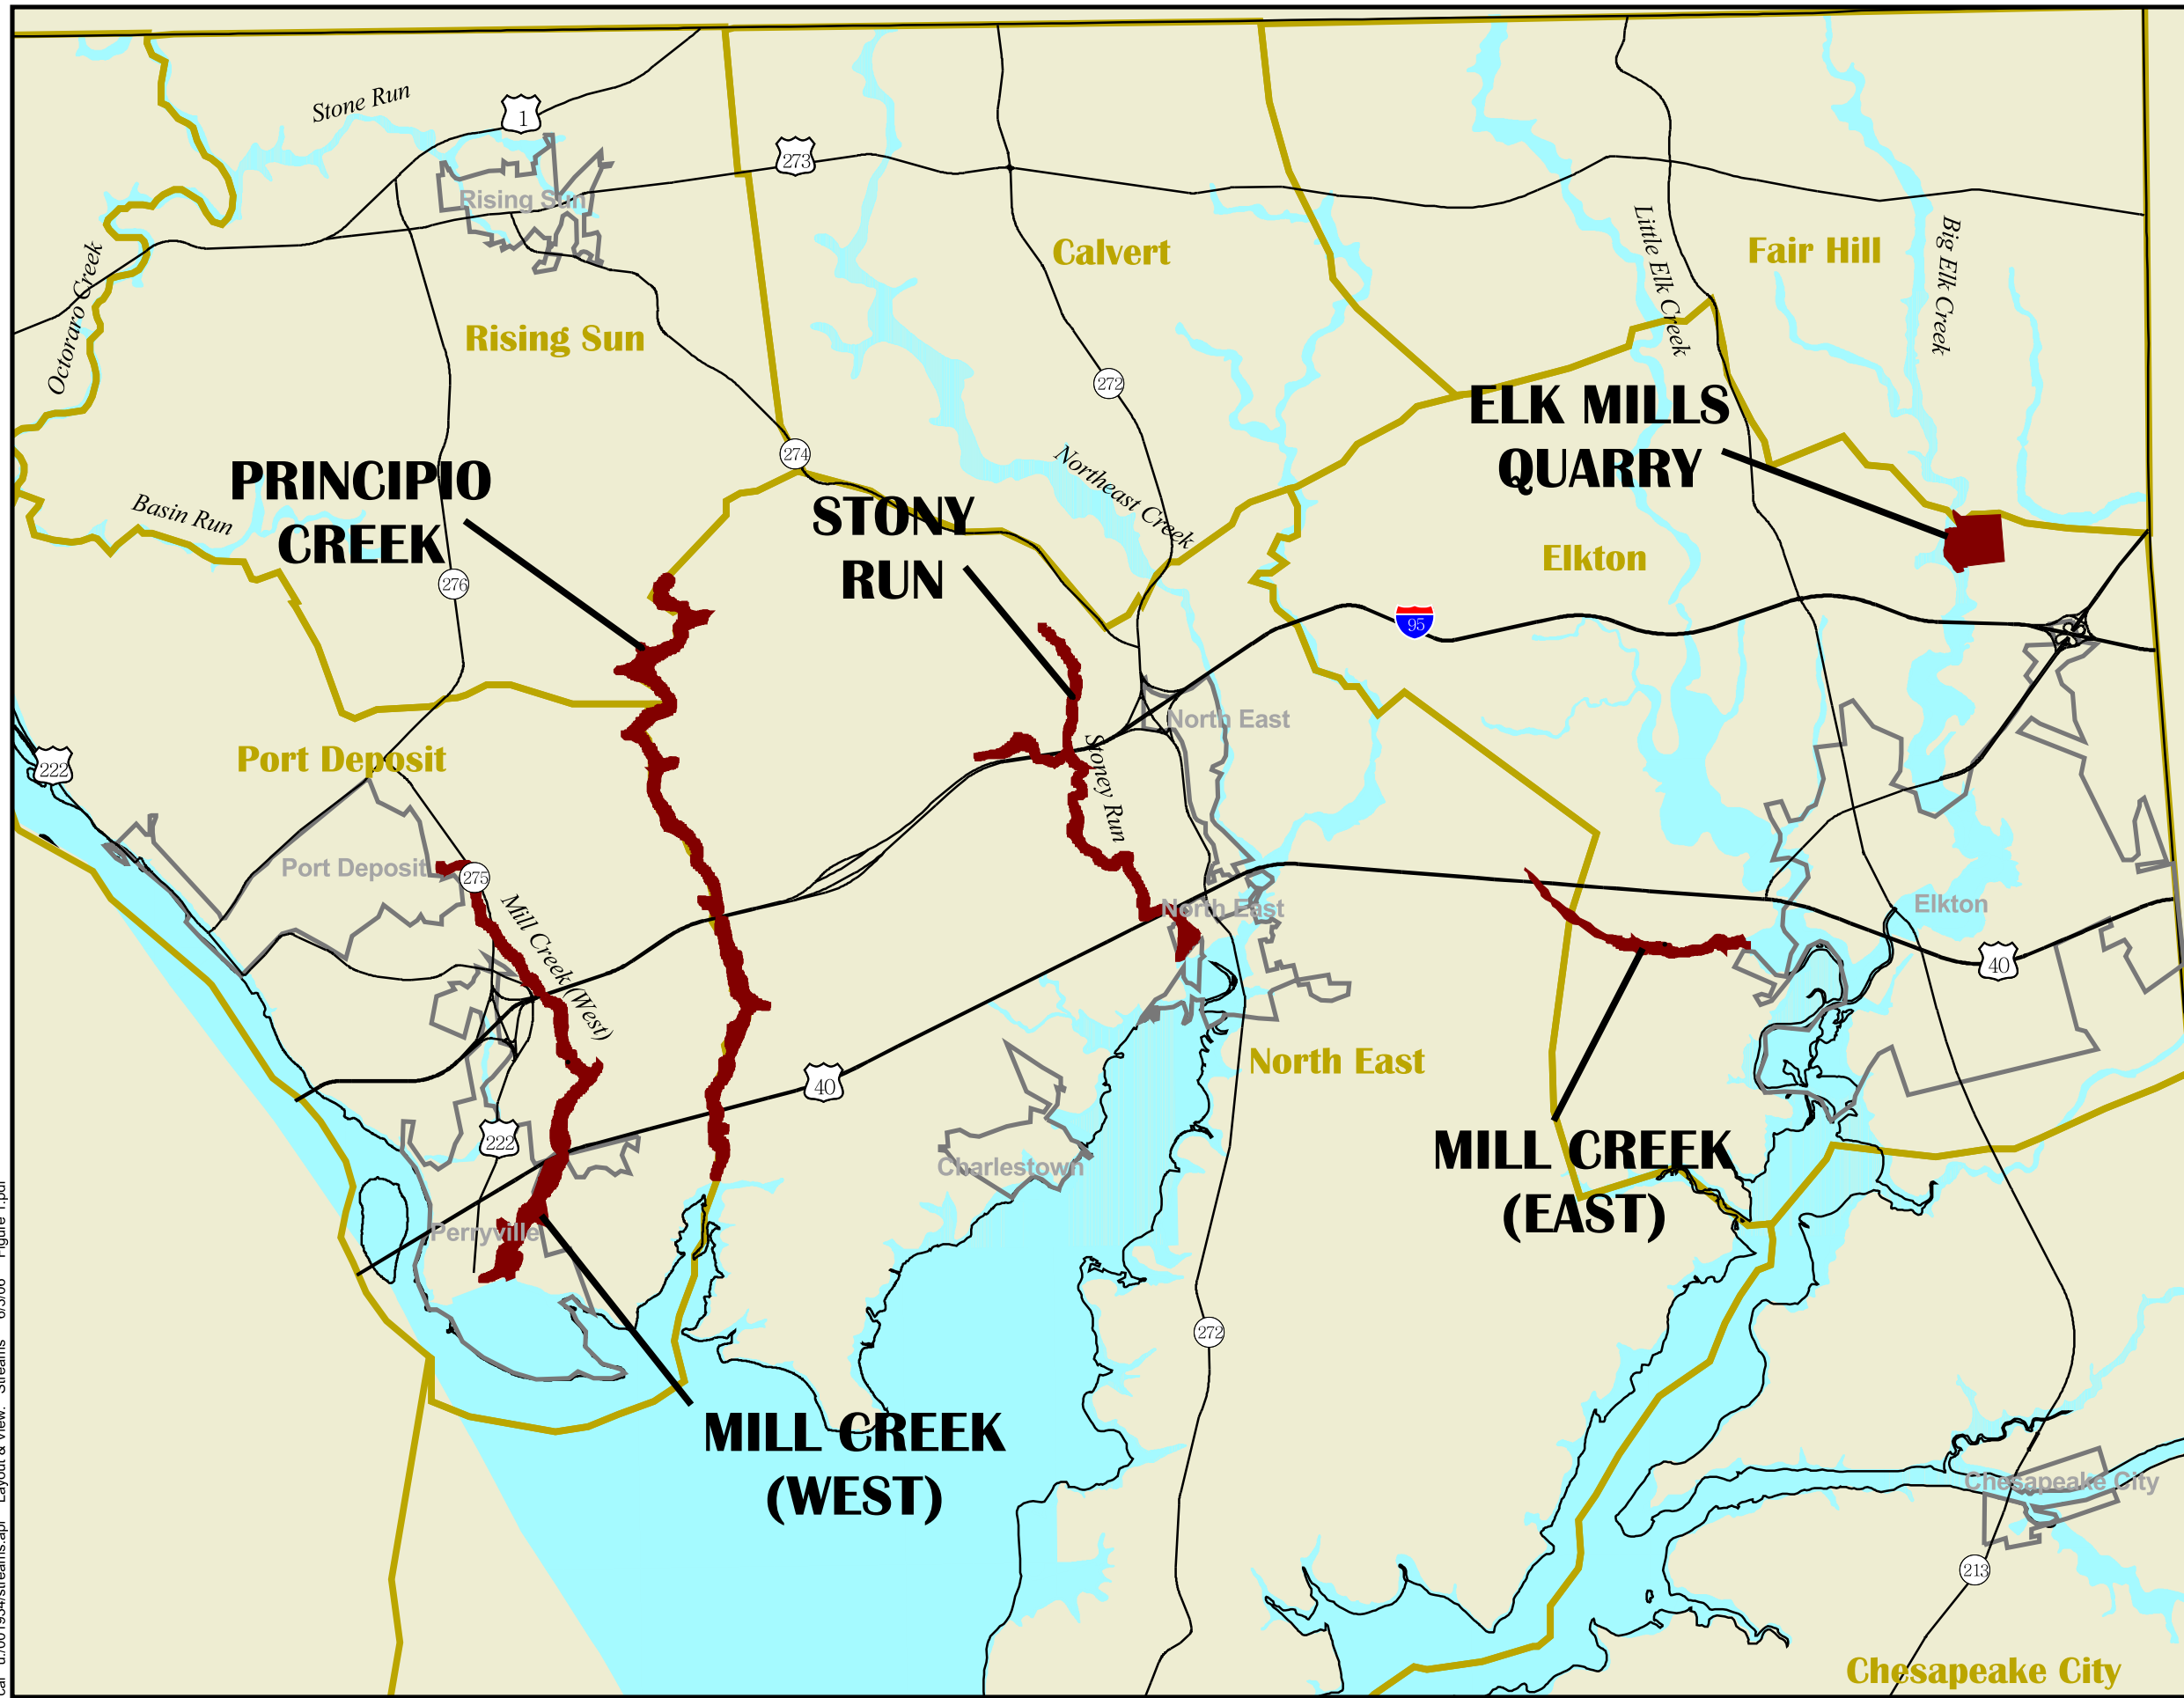 Stone Run
1
273
Rising Sun
Calvert
Fair Hill
Little Elk Creek
Big Elk Creek
Octoraro Creek
Rising Sun
272
ELK MILLS
QUARRY
274
Northeast Creek
PRINCIPIO
CREEK
Basin Run
STONY
RUN
Elkton
276
95
North East
Port Deposit
222
Stoney Run
Port Deposit
275
Mill Creek (West)
North East
Elkton
40
North East
40
222
MILL CREEK
(EAST)
Charlestown
Perryville
272
MILL CREEK
(WEST)
Chesapeake City
213
Chesapeake City
Layout & View: Streams